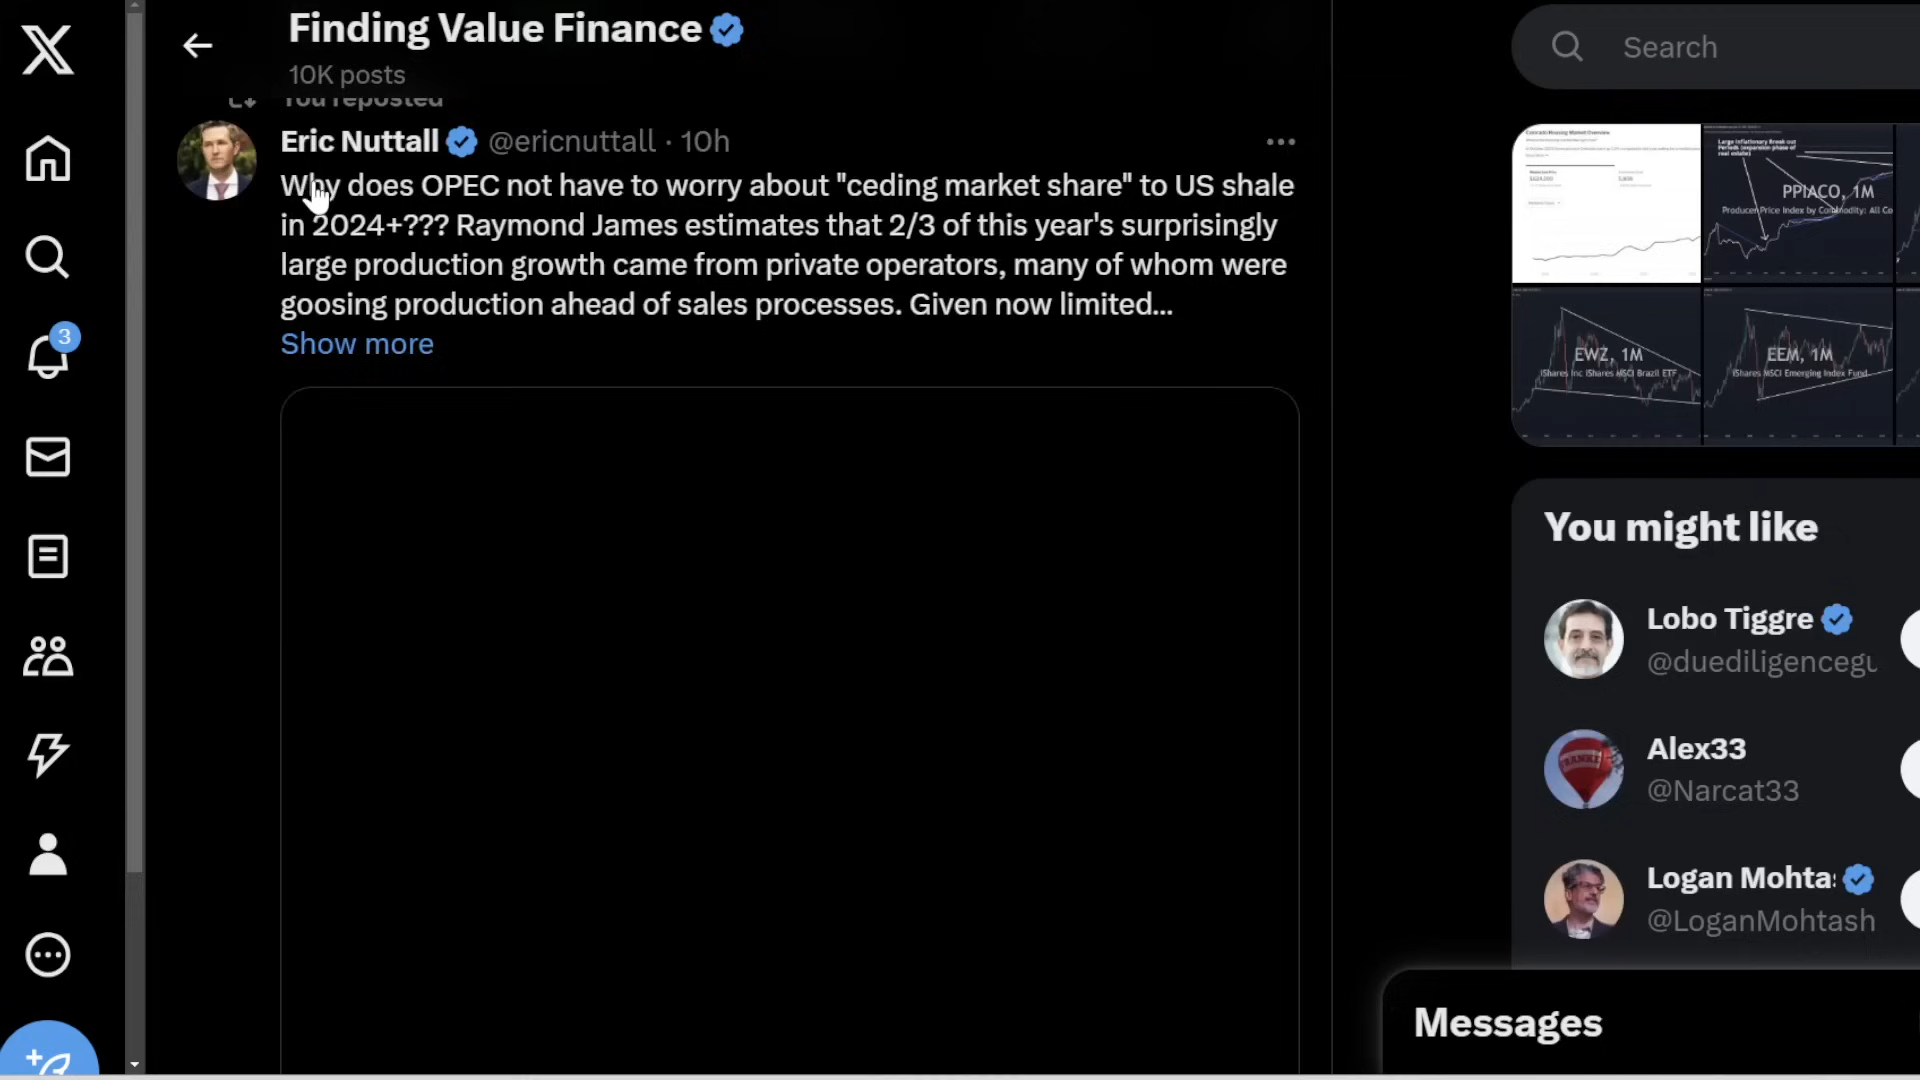 Finding Value Finance
10K posts
You reposted
Eric Nuttall @ericnuttall · 10h
Why does OPEC not have to worry about "ceding market share" to US shale
in 2024+??? Raymond James estimates that 2/3 of this year's surprisingly
large production growth came from private operators, many of whom were
goosing production ahead of sales processes. Given now limited...
Show more
3
Search
Colorado Housing Market Overview
Large Inflationary Break out
Periods (expansion phase of
real estate)
PPIACO, 1M
Producer Price Index by Commodity: All Co
EWZ, 1M
iShares Inc iShares MSCI Brazil ETF
EEM, 1M
iShares MSCI Emerging Index Fund
You might like
Lobo Tiggre
@duediligencegu
Alex33
@Narcat33
Logan Mohta
@LoganMohtash
Messages